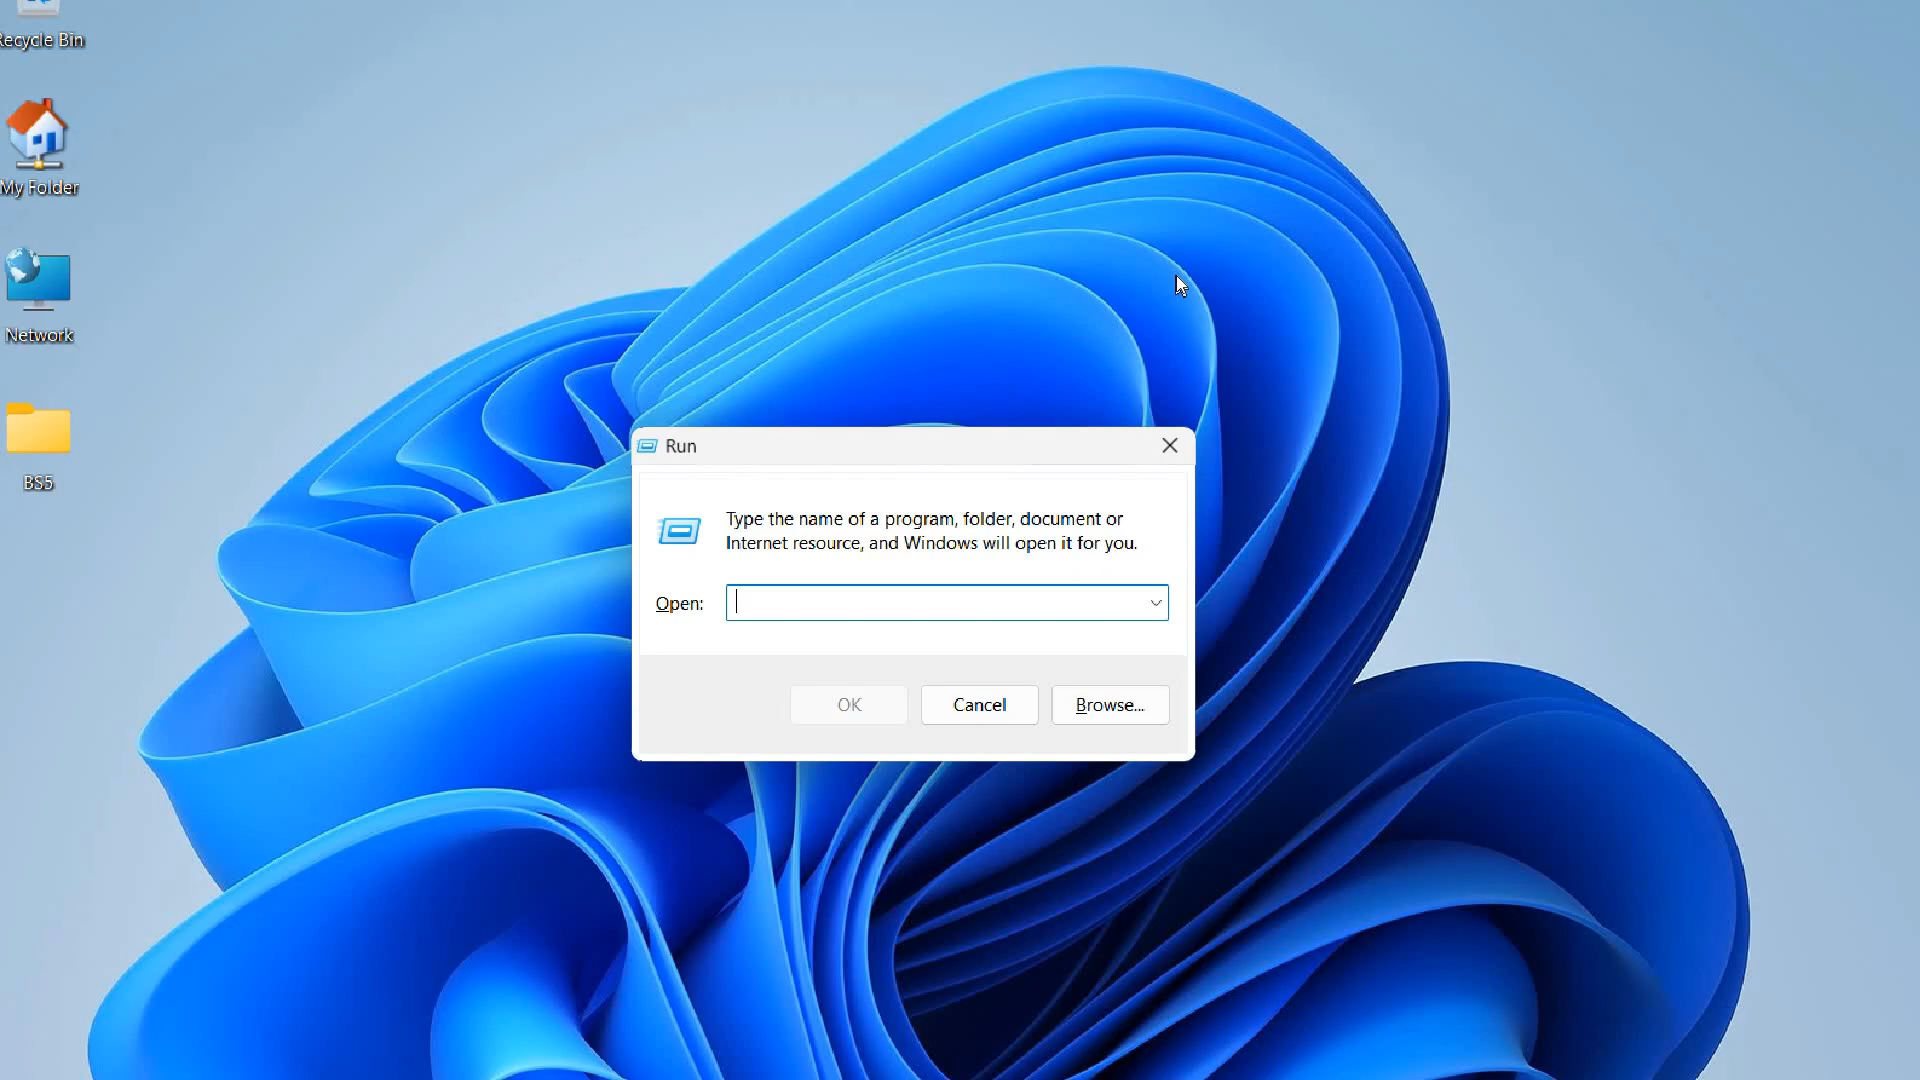 Recycle Bin
My Folder
Network
BS5
Run
Type the name of a program, folder, document or
Internet resource, and Windows will open it for you.
Open:
OK
Cancel
Browse...